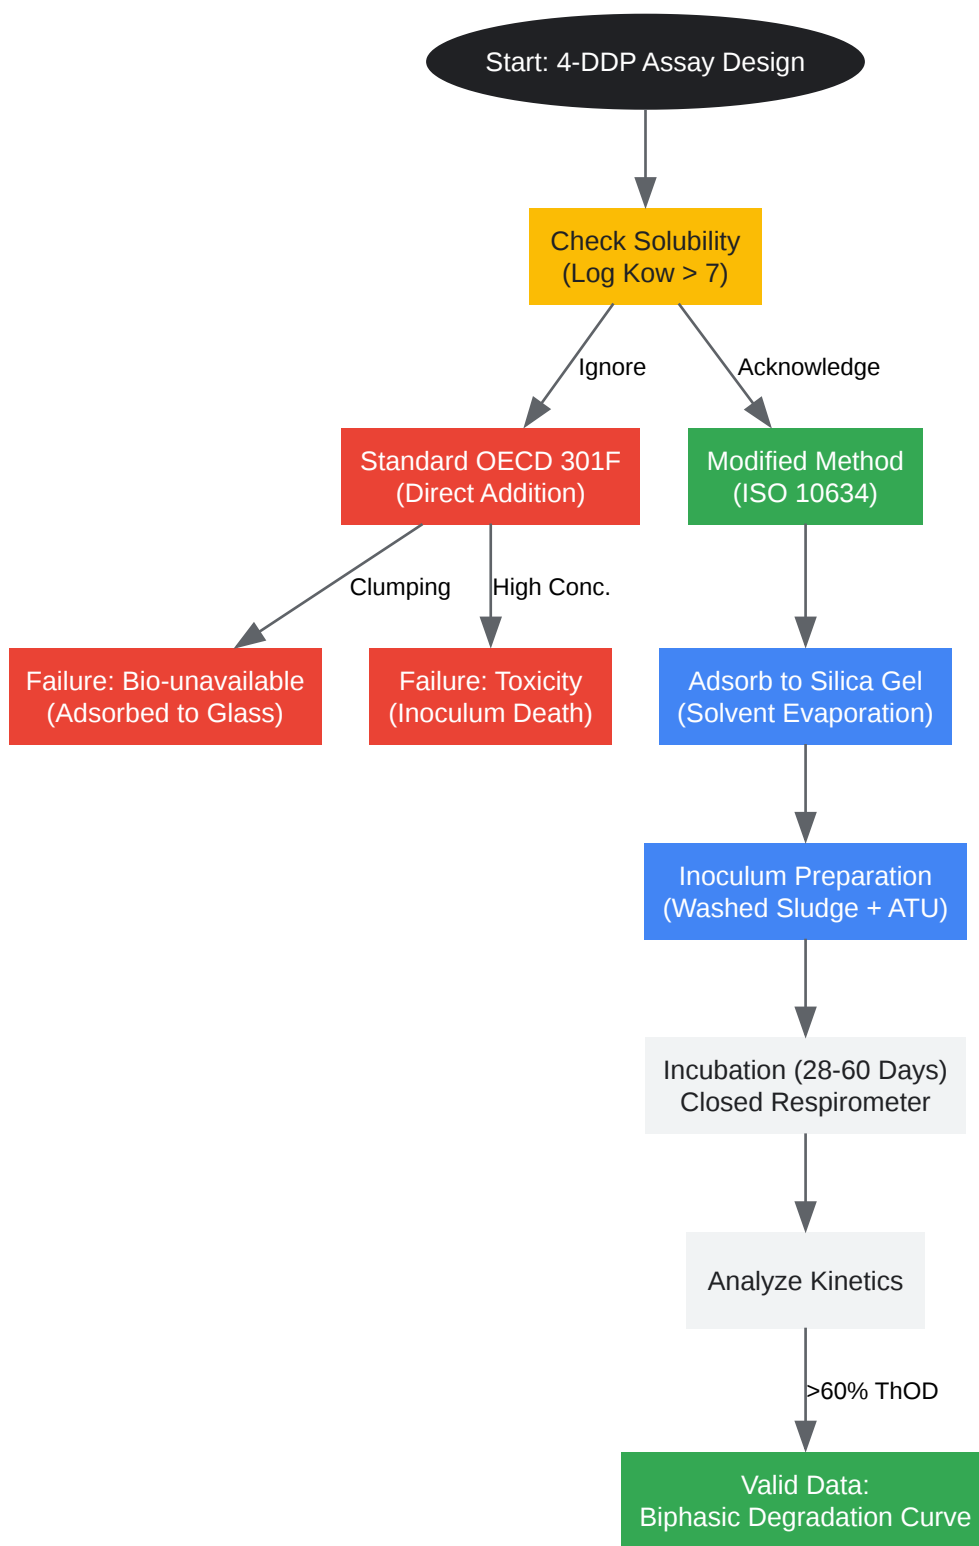 Start: 4-DDP Assay Design
Check Solubility
(Log Kow > 7)
Ignore
Acknowledge
Standard OECD 301F
(Direct Addition)
Modified Method
(ISO 10634)
Clumping
High Conc.
Failure: Bio-unavailable
(Adsorbed to Glass)
Failure: Toxicity
(Inoculum Death)
Adsorb to Silica Gel
(Solvent Evaporation)
Inoculum Preparation
(Washed Sludge + ATU)
Incubation (28-60 Days)
Closed Respirometer
Analyze Kinetics
>60% ThOD
Valid Data:
Biphasic Degradation Curve